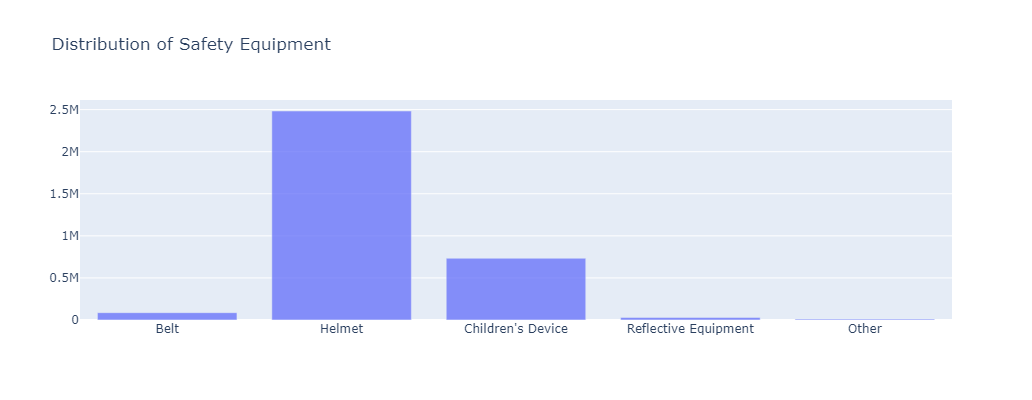 Distribution of Safety Equipment
2.5M
2M
1.5M
1M
0.5M
0
Belt
Helmet
Children's Device
Reflective Equipment
Other